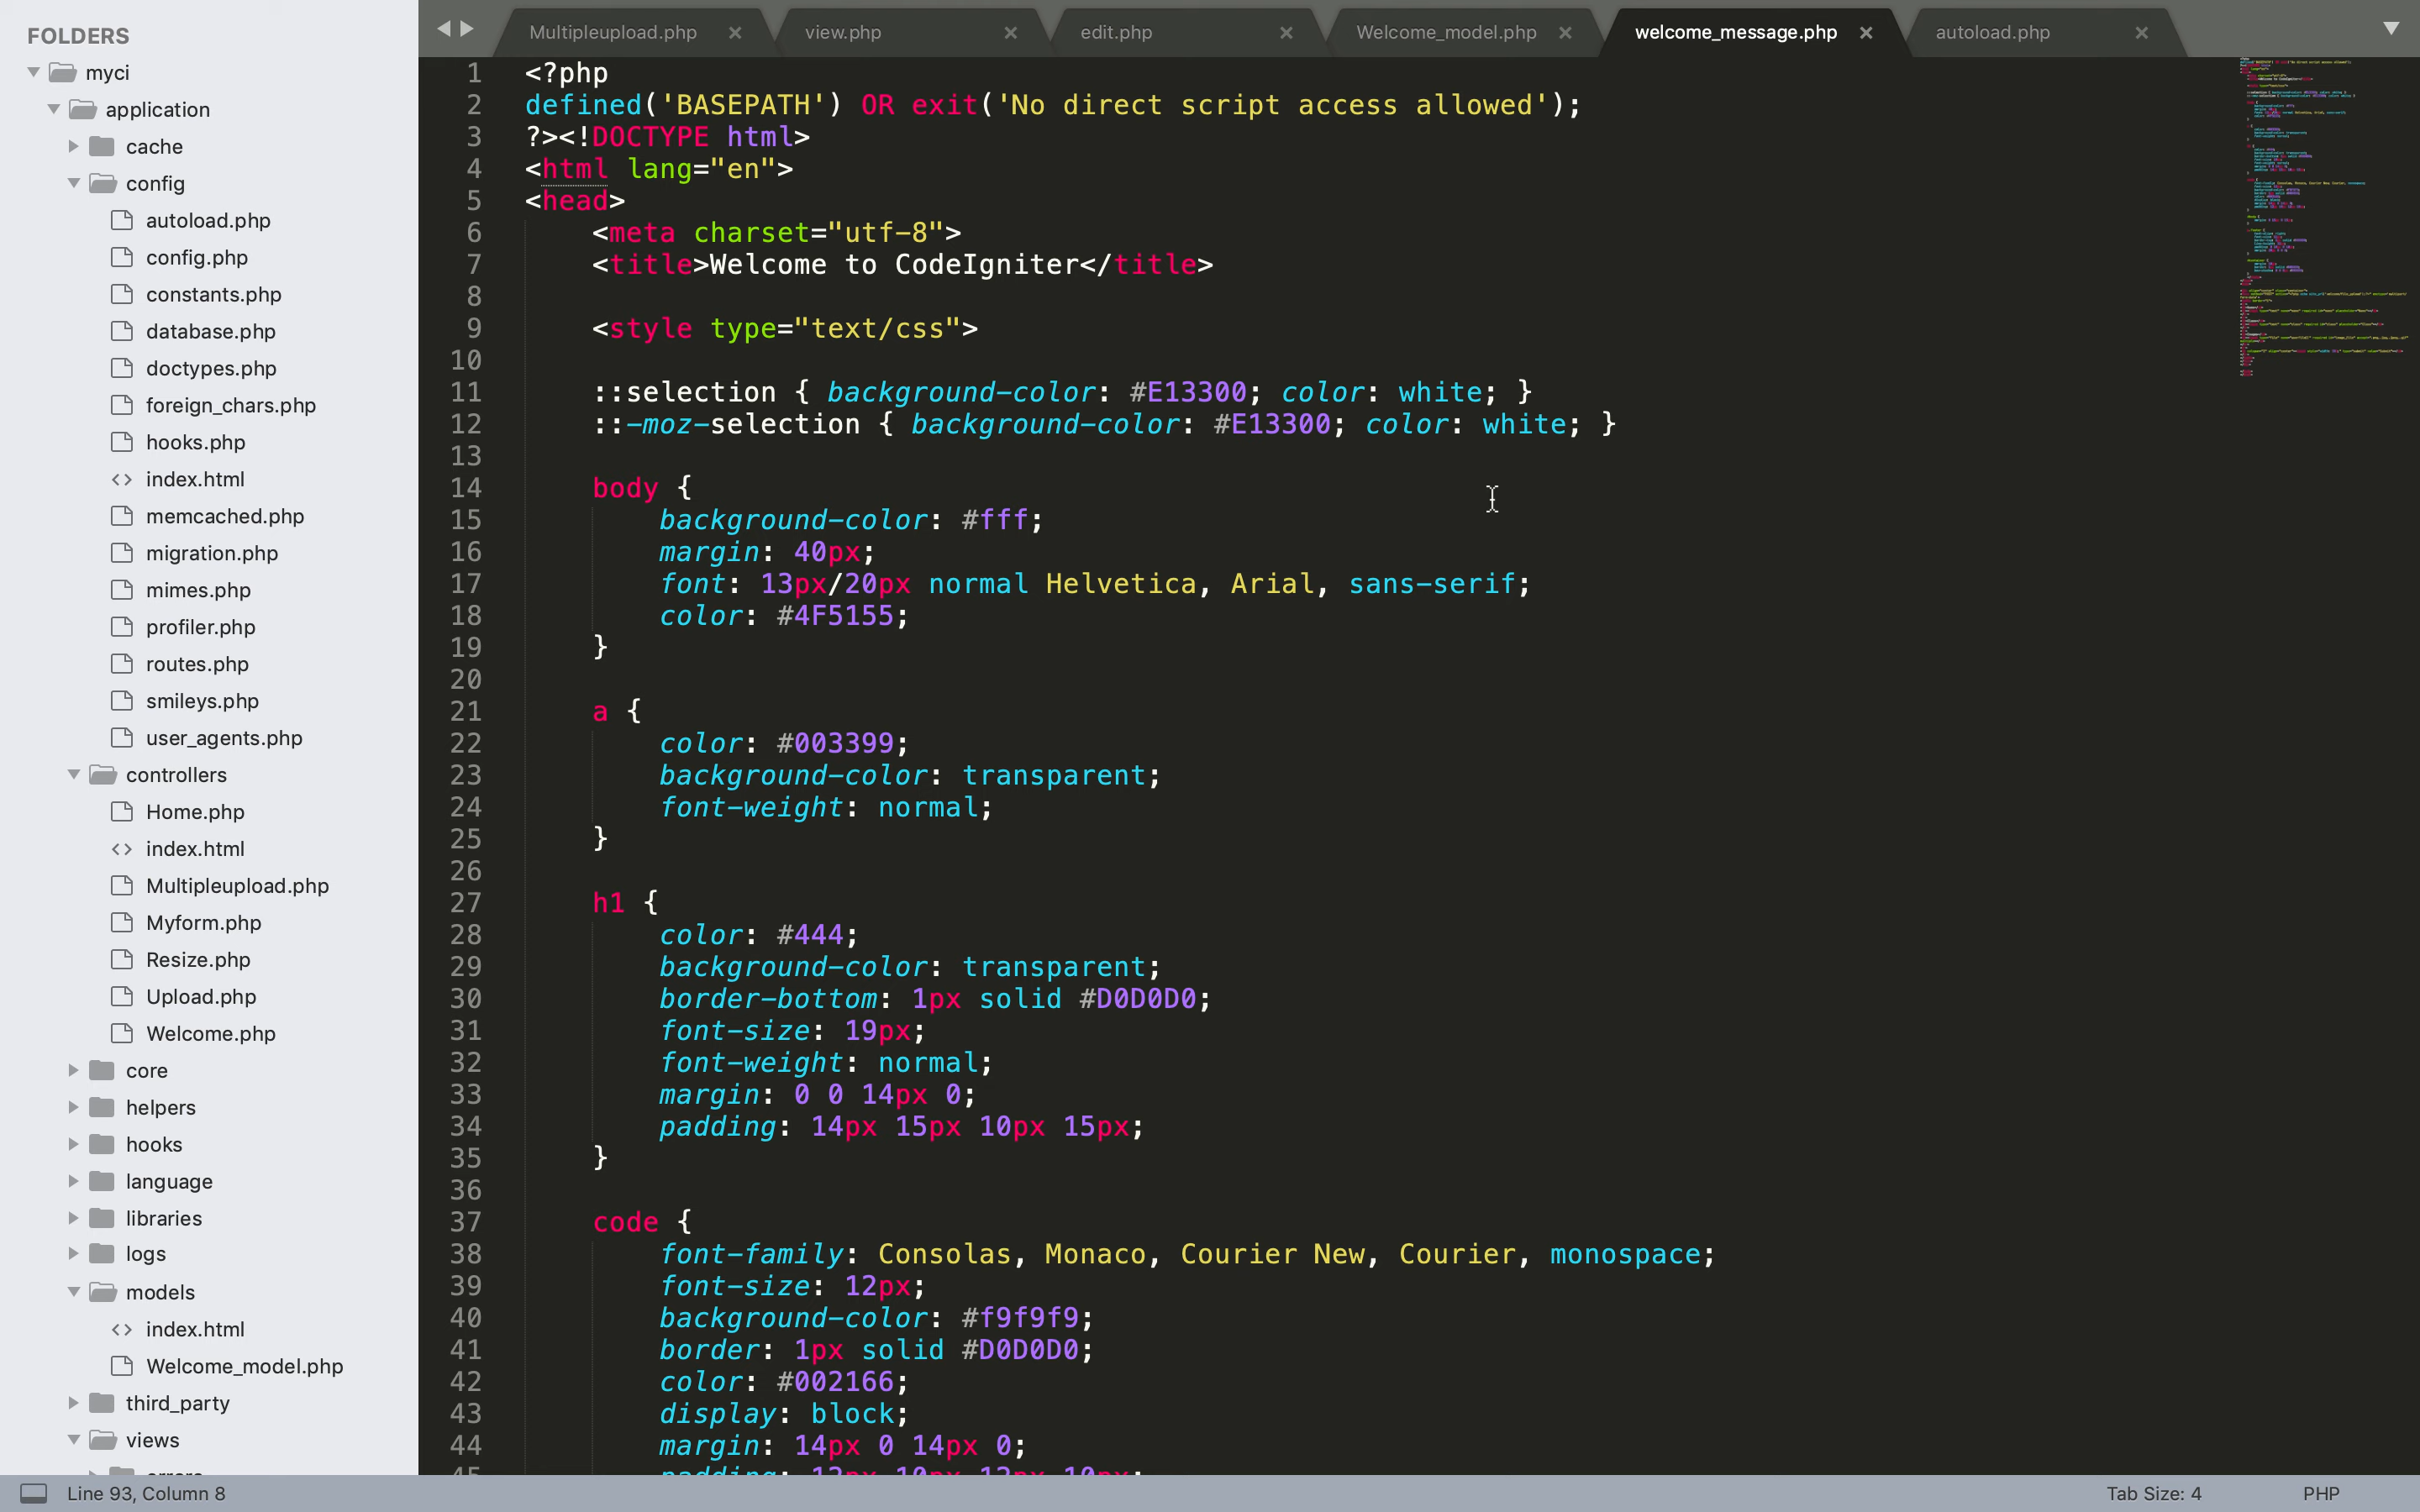 FOLDERS
myci
application
cache
config
autoload.php
config.php
constants.php
database.php
doctypes.php
foreign_chars.php
hooks.php
index.html
memcached.php
migration.php
mimes.php
profiler.php
routes.php
smileys.php
user_agents.php
controllers
Home.php
index.html
Multipleupload.php
Myform.php
Resize.php
Upload.php
Welcome.php
core
helpers
hooks
language
libraries
logs
models
index.html
Welcome_model.php
third_party
views
Multipleupload.php × view.php × edit.php × Welcome_model.php × welcome_message.php × autoload.php ×
1 <?php
2 defined('BASEPATH') OR exit('No direct script access allowed');
3 ?><!DOCTYPE html>
4 <html lang="en">
5 <head>
6 <meta charset="utf-8">
7 <title>Welcome to CodeIgniter</title>
8
9 <style type="text/css">
10
11 ::selection { background-color: #E13300; color: white; }
12 ::-moz-selection { background-color: #E13300; color: white; }
13
14 body {
15 background-color: #fff;
16 margin: 40px;
17 font: 13px/20px normal Helvetica, Arial, sans-serif;
18 color: #4F5155;
19 }
20
21 a {
22 color: #003399;
23 background-color: transparent;
24 font-weight: normal;
25 }
26
27 h1 {
28 color: #444;
29 background-color: transparent;
30 border-bottom: 1px solid #D0D0D0;
31 font-size: 19px;
32 font-weight: normal;
33 margin: 0 0 14px 0;
34 padding: 14px 15px 10px 15px;
35 }
36
37 code {
38 font-family: Consolas, Monaco, Courier New, Courier, monospace;
39 font-size: 12px;
40 background-color: #f9f9f9;
41 border: 1px solid #D0D0D0;
42 color: #002166;
43 display: block;
44 margin: 14px 0 14px 0;
Line 93, Column 8
Tab Size: 4
PHP